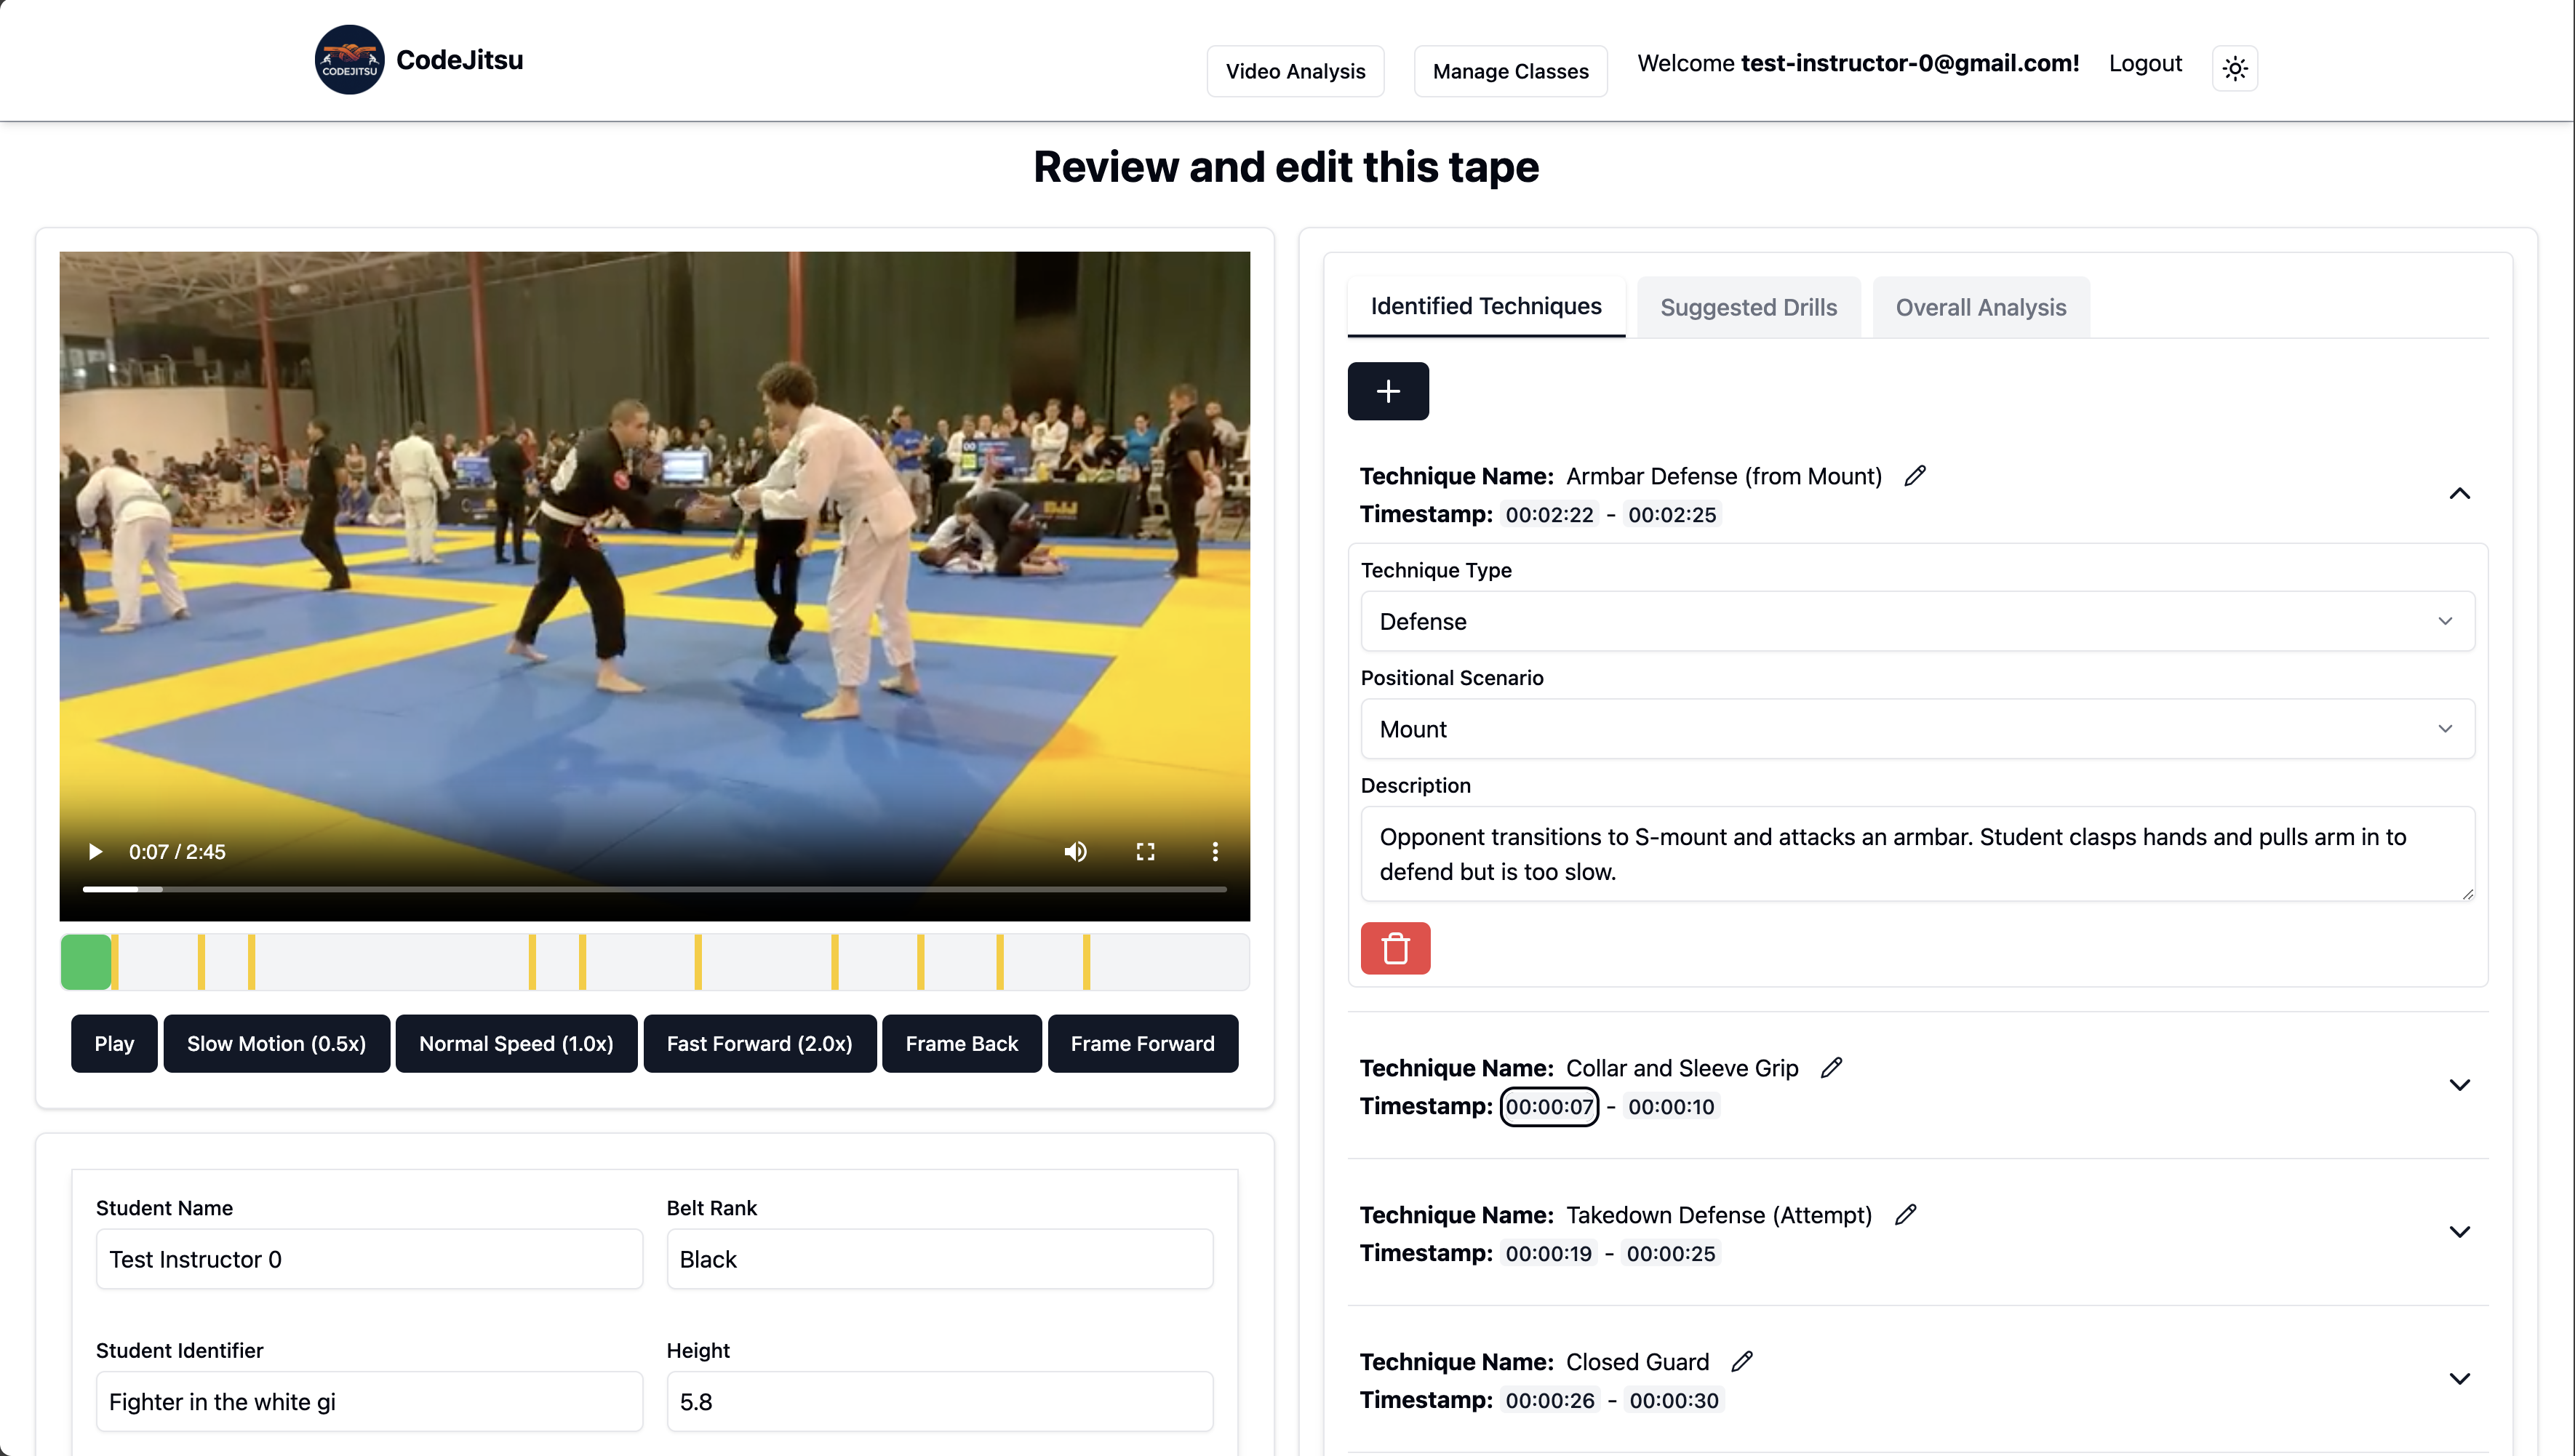 CODEJITSU
CodeJitsu
Video Analysis
Manage Classes
Welcome test-instructor-0@gmail.com!
Logout
Review and edit this tape
0:07 / 2:45
Play
Slow Motion (0.5x)
Normal Speed (1.0x)
Fast Forward (2.0x)
Frame Back
Frame Forward
Student Name
Belt Rank
Test Instructor 0
Black
Student Identifier
Height
Fighter in the white gi
5.8
Identified Techniques
Suggested Drills
Overall Analysis
Technique Name: Armbar Defense (from Mount)
Timestamp: 00:02:22 - 00:02:25
Technique Type
Defense
Positional Scenario
Mount
Description
Opponent transitions to S-mount and attacks an armbar. Student clasps hands and pulls arm in to
defend but is too slow.
Technique Name: Collar and Sleeve Grip
Timestamp: 00:00:07 - 00:00:10
Technique Name: Takedown Defense (Attempt)
Timestamp: 00:00:19 - 00:00:25
Technique Name: Closed Guard
Timestamp: 00:00:26 - 00:00:30